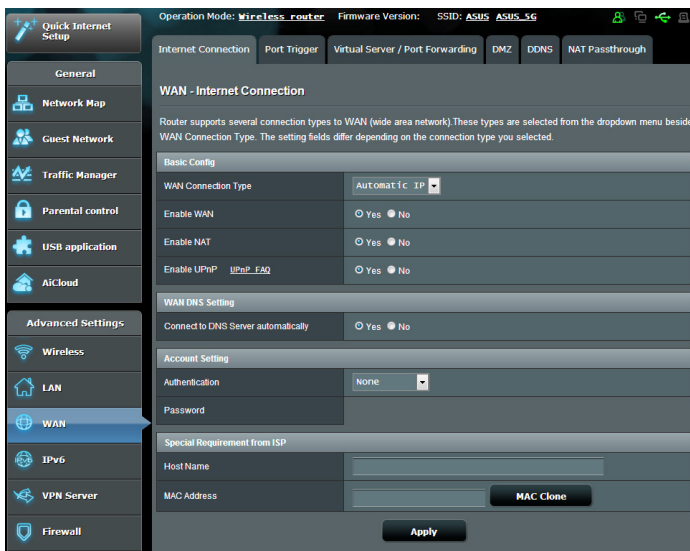 Quick Internet
Setup
Operation Mode: Wireless router Firmware Version: SSID: ASUS ASUS_5G
Internet Connection Port Trigger Virtual Server / Port Forwarding DMZ DDNS NAT Passthrough
General
Network Map
Guest Network
Traffic Manager
Parental control
USB application
AiCloud
Advanced Settings
Wireless
LAN
WAN
IPv6
VPN Server
Firewall
WAN - Internet Connection
Router supports several connection types to WAN (wide area network).These types are selected from the dropdown menu beside
WAN Connection Type. The setting fields differ depending on the connection type you selected.
Basic Config
WAN Connection Type Automatic IP
Enable WAN Yes No
Enable NAT Yes No
Enable UPnP UPnP FAQ Yes No
WAN DNS Setting
Connect to DNS Server automatically Yes No
Account Setting
Authentication None
Password
Special Requirement from ISP
Host Name
MAC Address MAC Clone
Apply